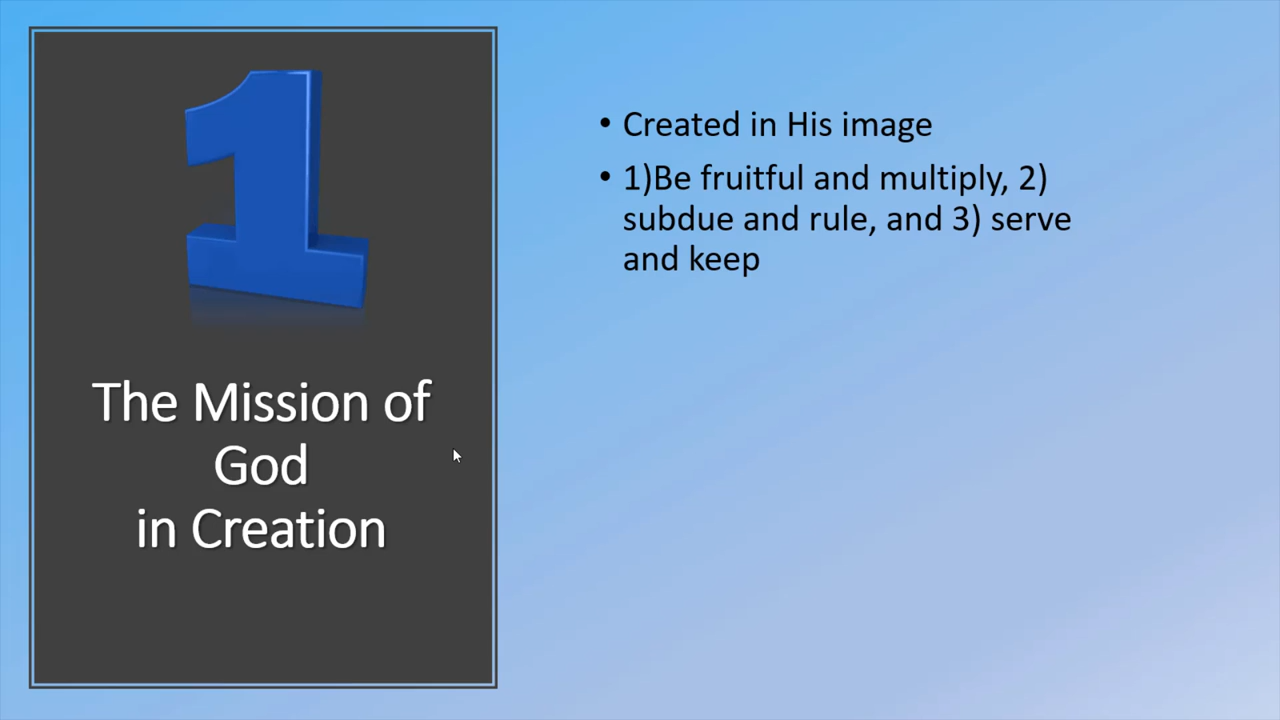 1
The Mission of
God
in Creation
• Created in His image
• 1)Be fruitful and multiply, 2)
subdue and rule, and 3) serve
and keep